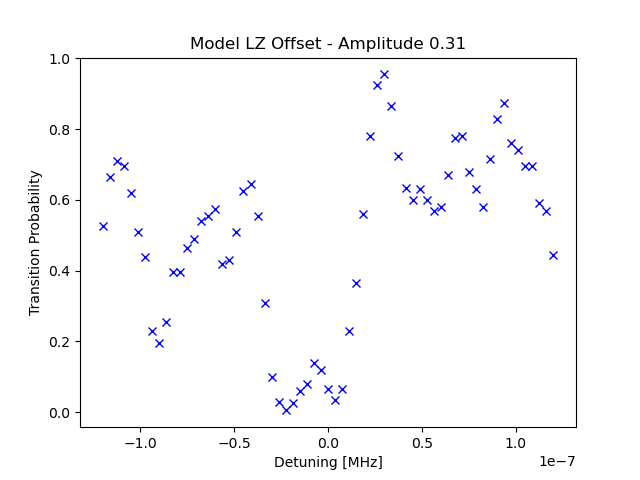 Model LZ Offset - Amplitude 0.31
Transition Probability
1.0
0.8
0.6
0.4
0.2
0.0
−1.0 −0.5 0.0 0.5 1.0
1e−7
Detuning [MHz]